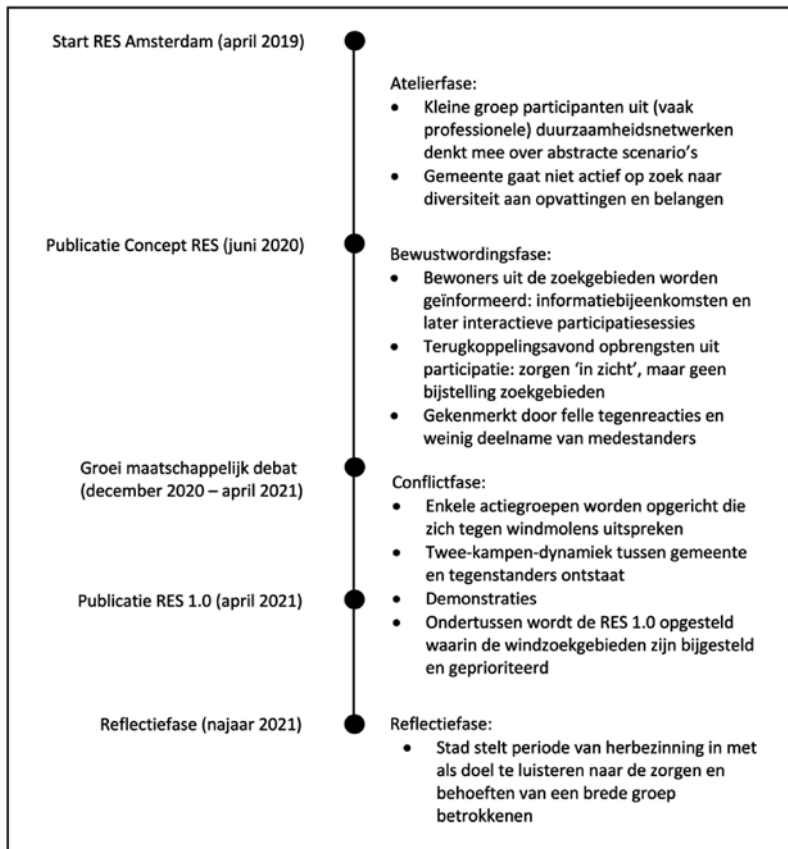 Start RES Amsterdam (april 2019)
Atelierfase:
• Kleine groep participanten uit (vaak
professionele) duurzaamheidsnetwerken
denkt mee over abstracte scenario’s
• Gemeente gaat niet actief op zoek naar
diversiteit aan opvattingen en belangen
Publicatie Concept RES (juni 2020)
Bewustwordingsfase:
• Bewoners uit de zoekgebieden worden
geïnformeerd: informatiebijeenkomsten en
later interactieve participatiesessies
• Terugkoppelingsavond opbrengsten uit
participatie: zorgen ‘in zicht’, maar geen
bijstelling zoekgebieden
• Gekenmerkt door felle tegenreacties en
weinig deelname van medestanders
Groei maatschappelijk debat
(december 2020 – april 2021)
Conflictfase:
• Enkele actiegroepen worden opgericht die
zich tegen windmolens uitspreken
• Twee-kampen-dynamiek tussen gemeente
en tegenstanders ontstaat
Publicatie RES 1.0 (april 2021)
• Demonstraties
• Ondertussen wordt de RES 1.0 opgesteld
waarin de windzoekgebieden zijn bijgesteld
en geprioriteerd
Reflectiefase (najaar 2021)
Reflectiefase:
• Stad stelt periode van herbezinning in met
als doel te luisteren naar de zorgen en
behoeften van een brede groep
betrokkenen